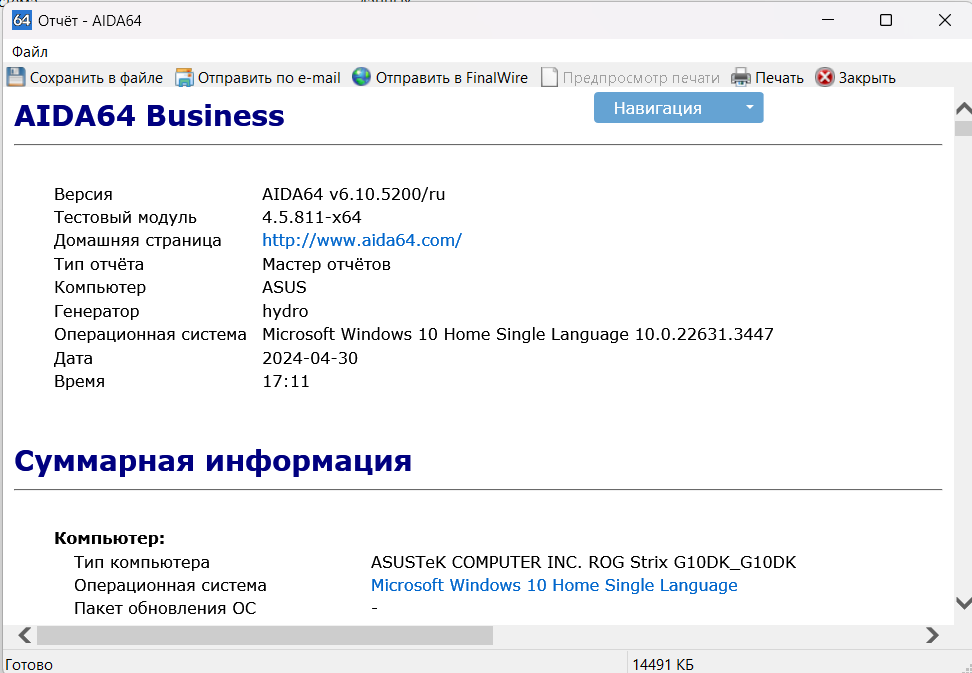 64 Отчёт - AIDA64
Файл
Сохранить в файле Отправить по e-mail Отправить в FinalWire Предпросмотр печати Печать Закрыть
AIDA64 Business
Навигация
Версия AIDA64 v6.10.5200/ru
Тестовый модуль 4.5.811-x64
Домашняя страница http://www.aida64.com/
Тип отчёта Мастер отчётов
Компьютер ASUS
Генератор hydro
Операционная система Microsoft Windows 10 Home Single Language 10.0.22631.3447
Дата 2024-04-30
Время 17:11
Суммарная информация
Компьютер:
Тип компьютера ASUSTeK COMPUTER INC. ROG Strix G10DK_G10DK
Операционная система Microsoft Windows 10 Home Single Language
Пакет обновления ОС -
Готово 14491 КБ